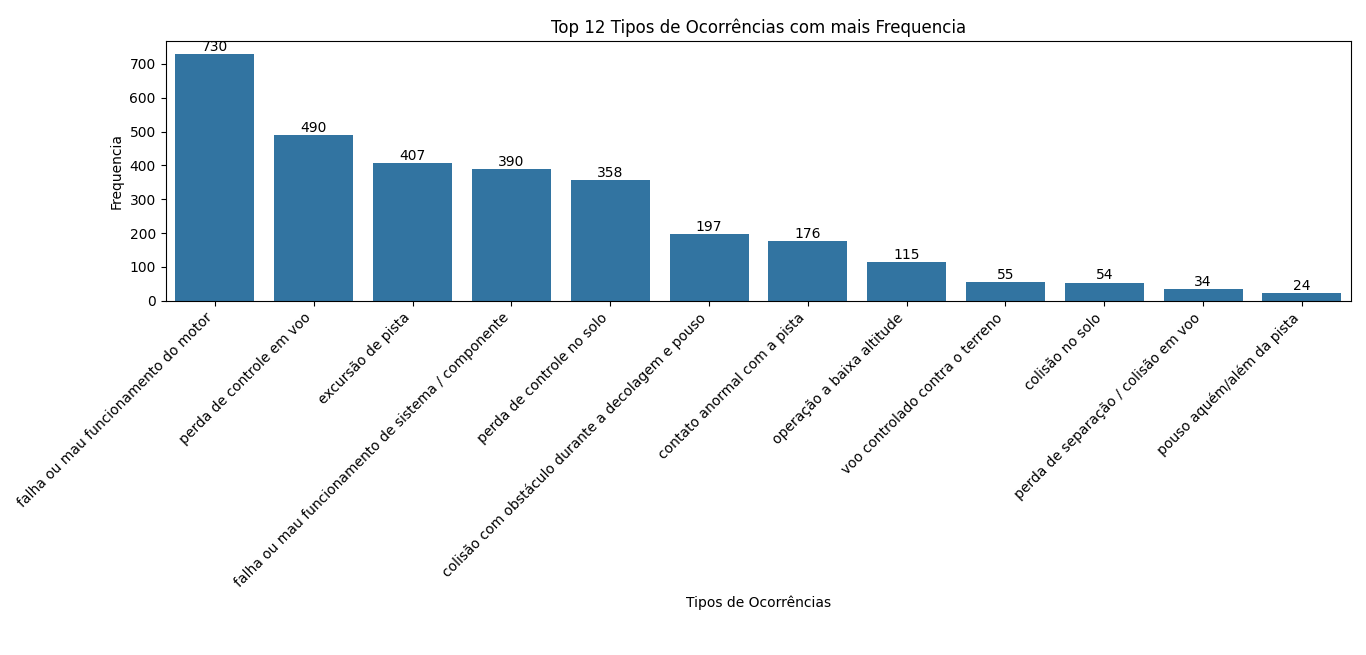 Top 12 Tipos de Ocorrências com mais Frequencia
Frequencia
700
600
500
400
300
200
100
0
730
490
407
390
358
197
176
115
55
54
34
24
falha ou mau funcionamento do motor
perda de controle em voo
excursão de pista
falha ou mau funcionamento de sistema / componente
perda de controle no solo
colisão com obstáculo durante a decolagem e pouso
contato anormal com a pista
operação a baixa altitude
voo controlado contra o terreno
colisão no solo
perda de separação / colisão em voo
pouso aquém/além da pista
Tipos de Ocorrências